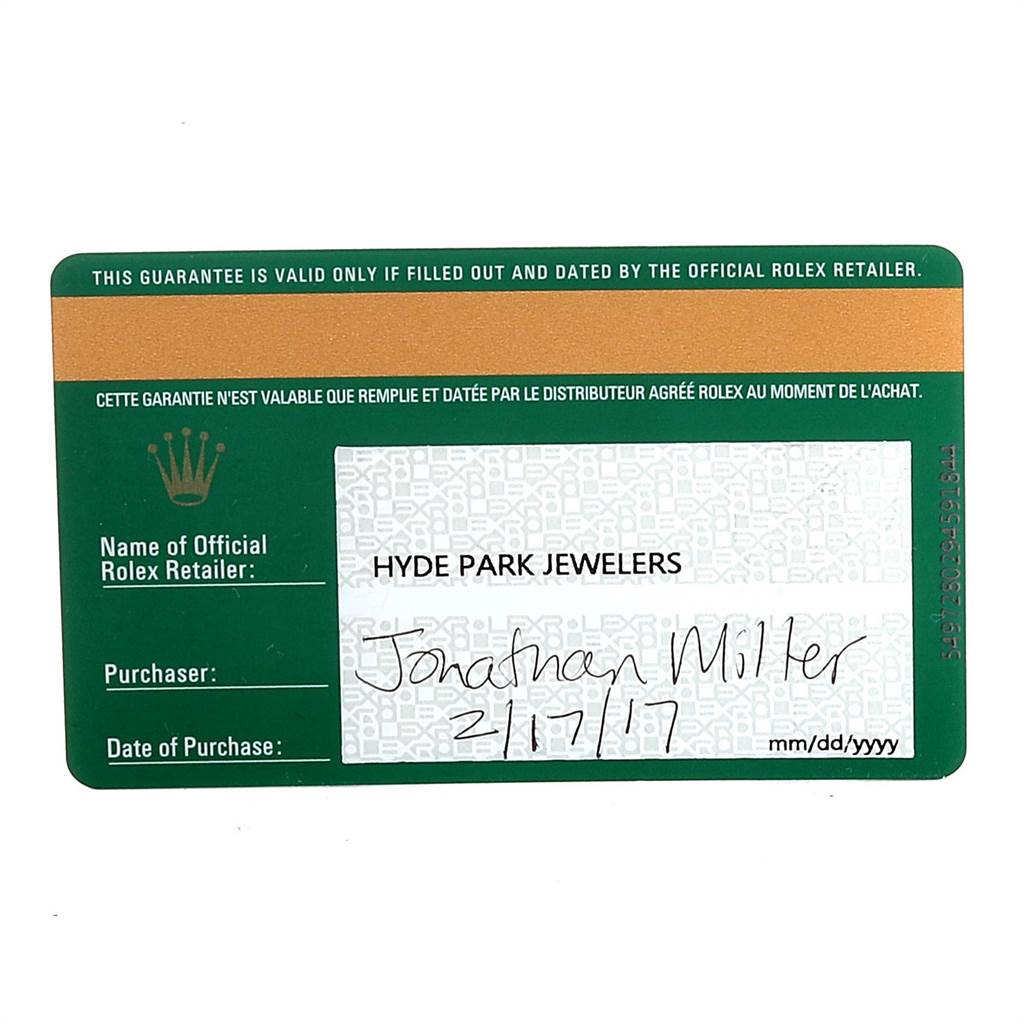 THIS GUARANTEE IS VALID ONLY IF FILLED OUT AND DATED BY THE OFFICIAL ROLEX RETAILER.
CETTE GARANTIE N'EST VALABLE QUE REMPLIE ET DATÉE PAR LE DISTRIBUTEUR AGRÉÉ ROLEX AU MOMENT DE L'ACHAT.
Name of Official
Rolex Retailer:
HYDE PARK JEWELERS
Purchaser:
Jonathan Miller
Date of Purchase:
2/17/17
mm/dd/yyyy
5497280294591844